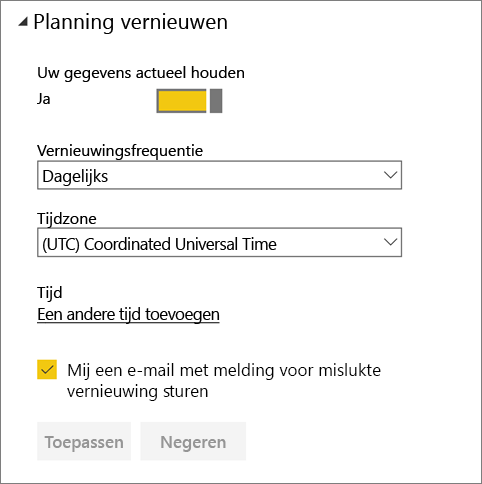 Planning vernieuwen
Uw gegevens actueel houden
Ja
Vernieuwingsfrequentie
Dagelijks
Tijdzone
(UTC) Coordinated Universal Time
Tijd
Een andere tijd toevoegen
Mij een e-mail met melding voor mislukte
vernieuwing sturen
Toepassen
Negeren